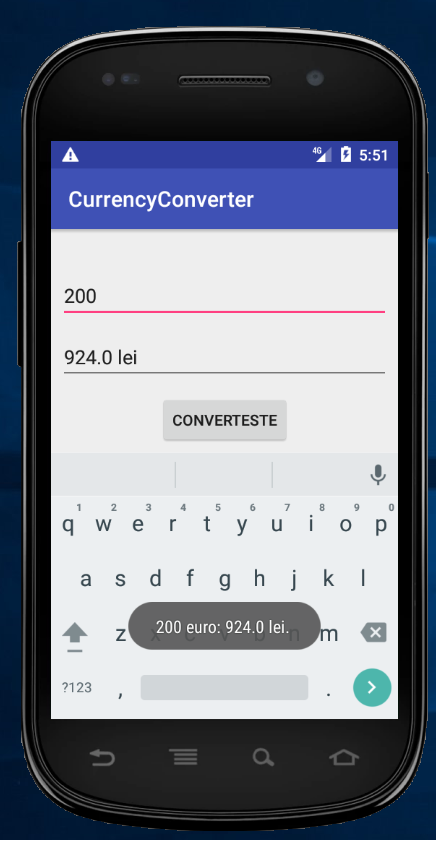 4G 5:51
CurrencyConverter
200
924.0 lei
CONVERTESTE
1 2 3 4 5 6 7 8 9 0
q w e r t y u i o p
a s d f g h j k l
z m
200 euro: 924.0 lei.
?123 , .